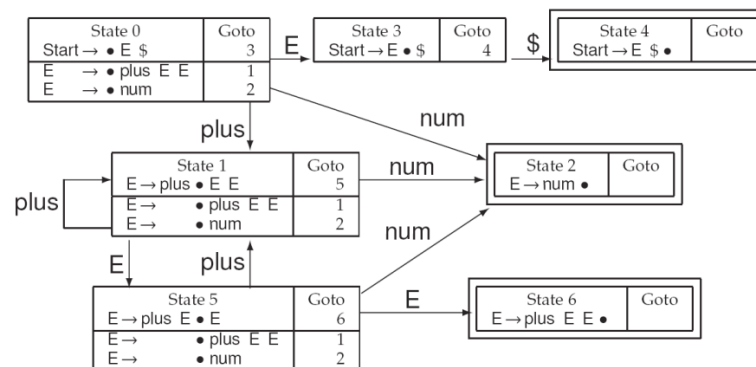 State 0 Goto
Start → • E $ 3
E → • plus E E 1
E → • num 2
E
State 3 Goto
Start → E • $ 4
$
State 4 Goto
Start → E $ •
plus
num
State 1 Goto
E → plus • E E 5
E → • plus E E 1
E → • num 2
plus
num
State 2 Goto
E → num •
E
plus
num
State 5 Goto
E → plus E • E 6
E → • plus E E 1
E → • num 2
E
State 6 Goto
E → plus E E •